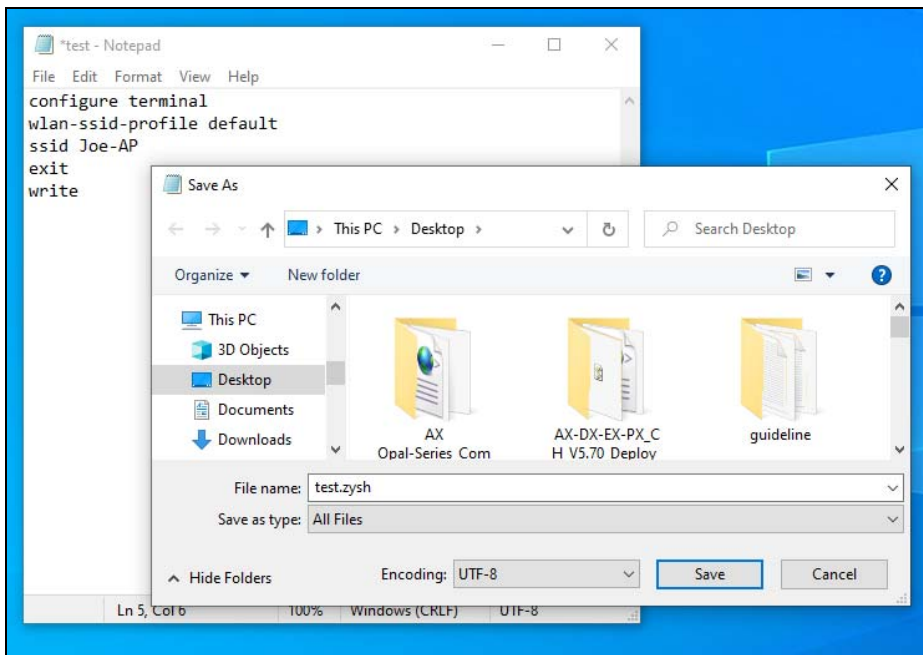 *test - Notepad
File Edit Format View Help
configure terminal
wlan-ssid-profile default
ssid Joe-AP
exit
write
Save As
This PC > Desktop >
Search Desktop
Organize
New folder
This PC
3D Objects
Desktop
Documents
Downloads
AX
Opal-Series Com
AX-DX-EX-PX_C
H V5.70 Deploy
guideline
File name: test.zysh
Save as type: All Files
Hide Folders
Encoding: UTF-8
Save
Cancel
Ln 5, Col 6
100%
Windows (CRLF)
UTF-8